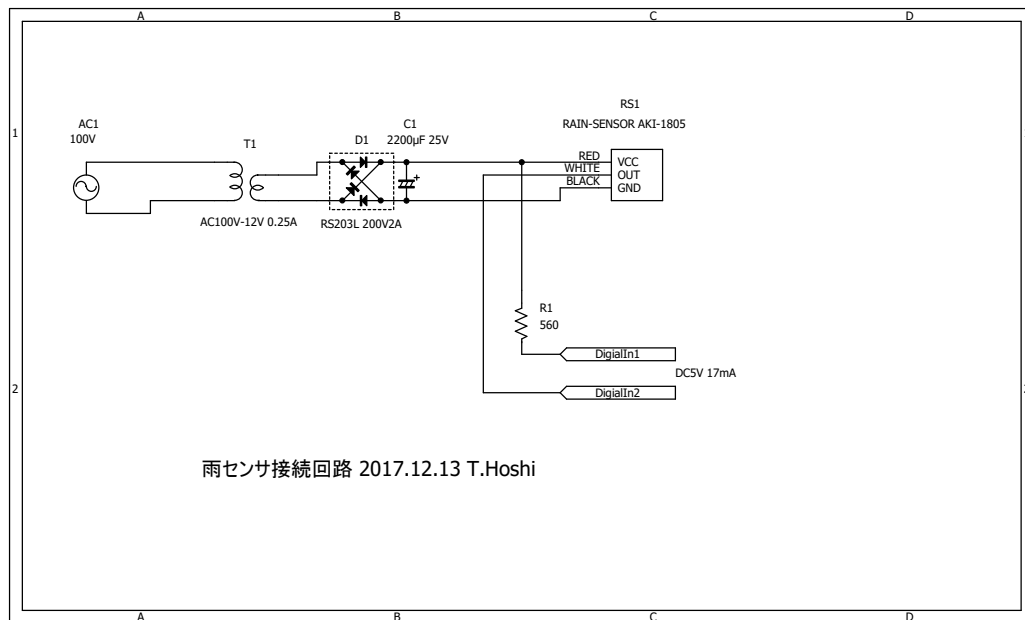 A B C D
1
AC1
100V
T1
AC100V-12V 0.25A
D1
RS203L 200V2A
C1
2200µF 25V
+
RS1
RAIN-SENSOR AKI-1805
RED VCC
WHITE OUT
BLACK GND
R1
560
DigialIn1
DC5V 17mA
2
DigialIn2
雨センサ接続回路 2017.12.13 T.Hoshi
A B C D